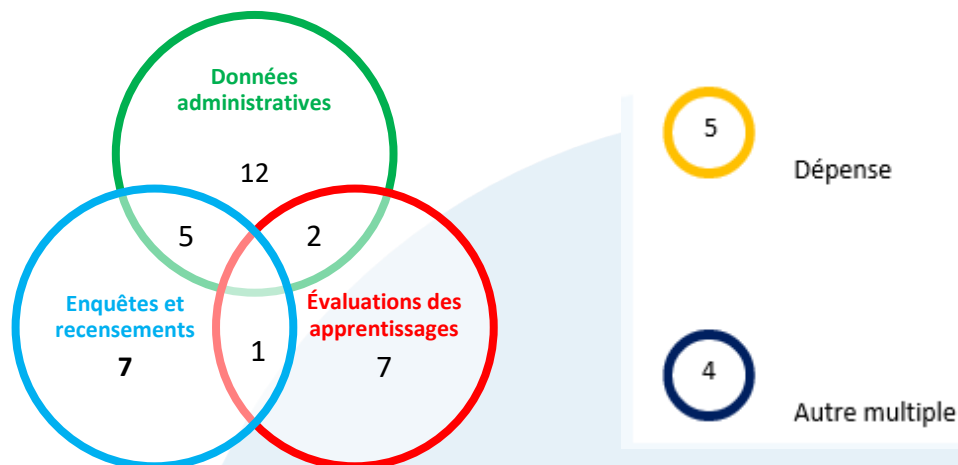 Données
administratives
12
5
2
Enquêtes et
recensements
7
1
Évaluations des
apprentissages
7
5
Dépense
4
Autre multiple